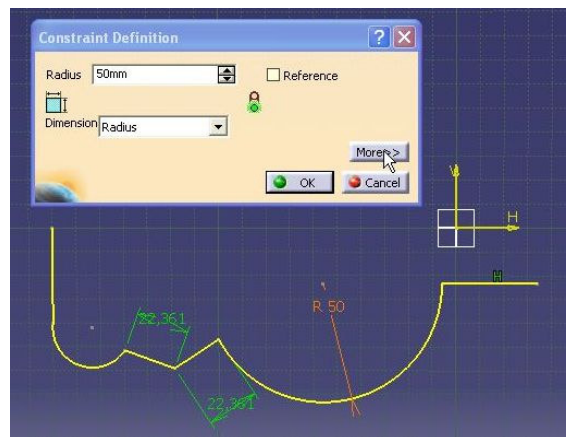 Constraint Definition
Radius 50mm Reference
Dimension Radius
More>>
OK Cancel
V
H
H
R 50
22,361
22,361